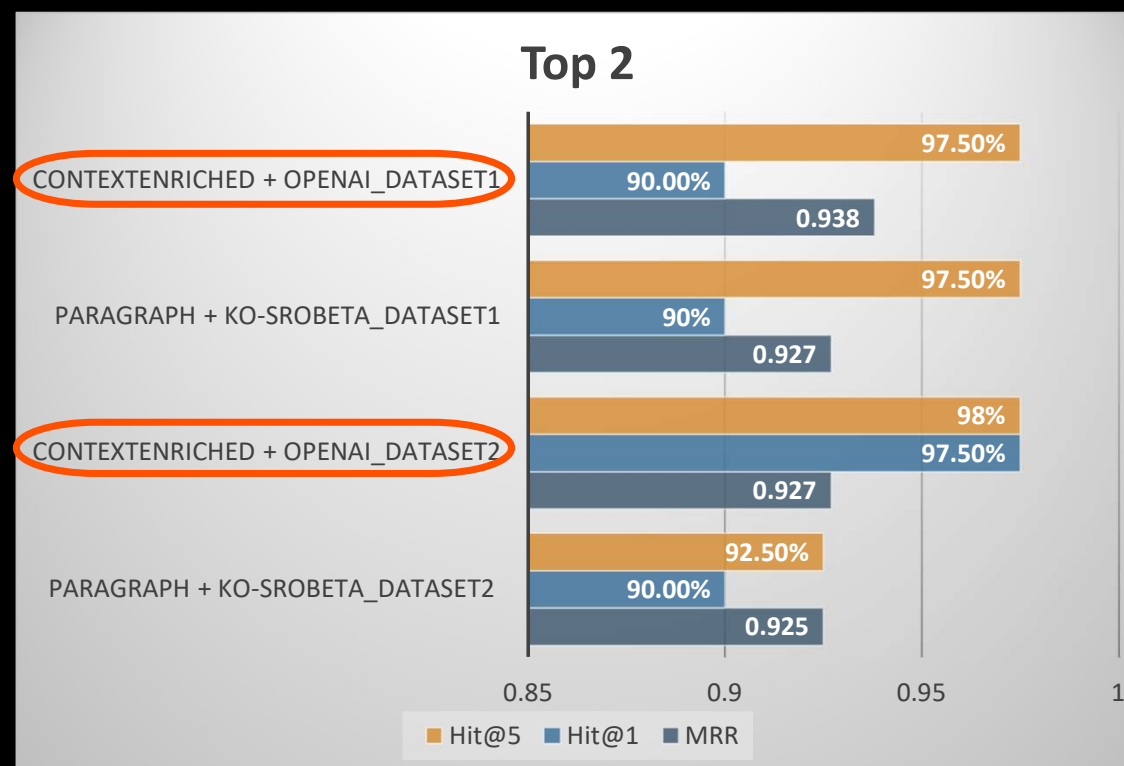 Top 2
CONTEXTENRICHED + OPENAI_DATASET1
97.50%
90.00%
0.938
PARAGRAPH + KO-SROBETA_DATASET1
97.50%
90%
0.927
CONTEXTENRICHED + OPENAI_DATASET2
98%
97.50%
0.927
PARAGRAPH + KO-SROBETA_DATASET2
92.50%
90.00%
0.925
0.85 0.9 0.95 1
Hit@5 Hit@1 MRR